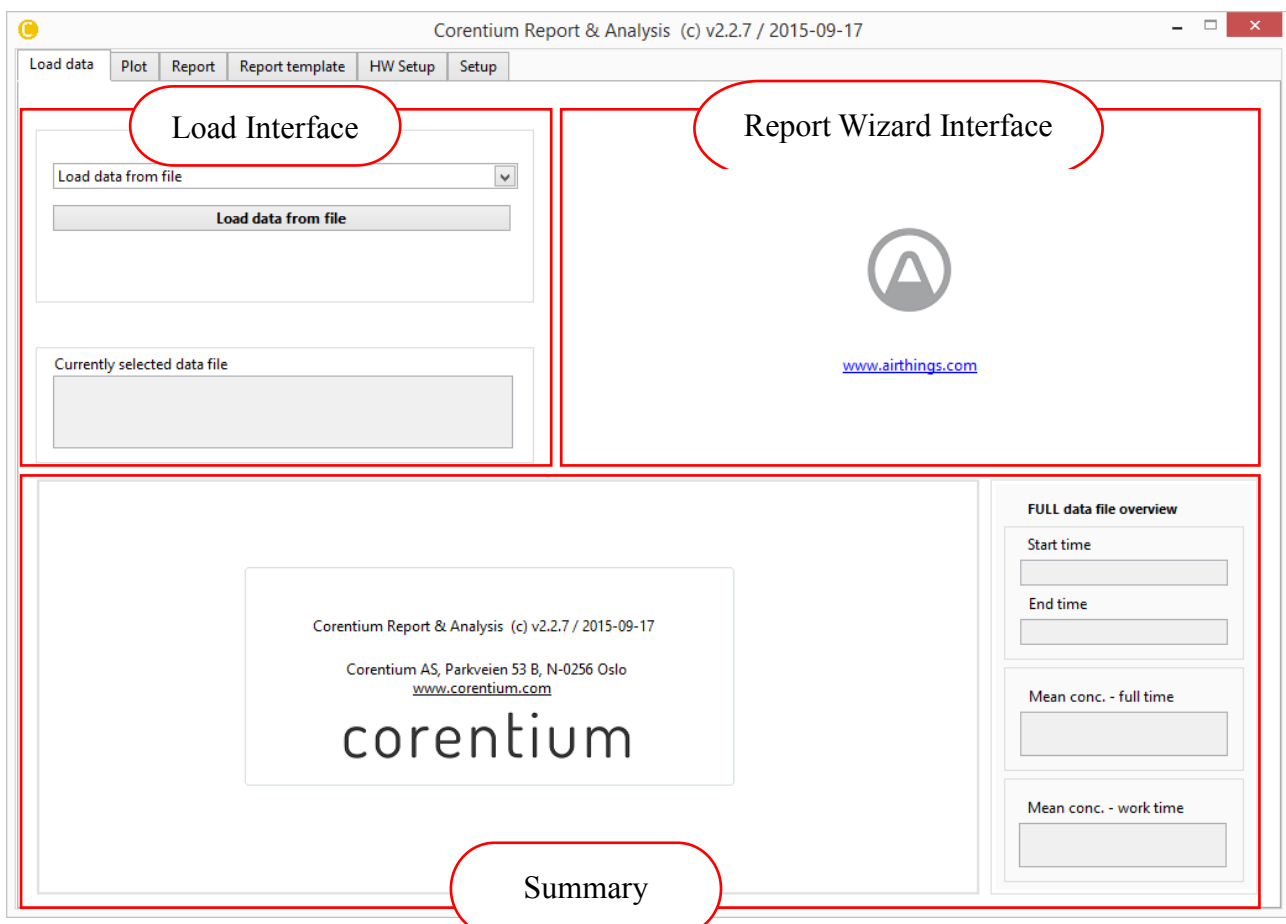 Corentium Report & Analysis (c) v2.2.7 / 2015-09-17
Load data Plot Report Report template HW Setup Setup
Load Interface
Load data from file
Load data from file
Currently selected data file
Report Wizard Interface
www.airthings.com
Corentium Report & Analysis (c) v2.2.7 / 2015-09-17
Corentium AS, Parkveien 53 B, N-0256 Oslo
www.corentium.com
corentium
FULL data file overview
Start time
End time
Mean conc. - full time
Mean conc. - work time
Summary